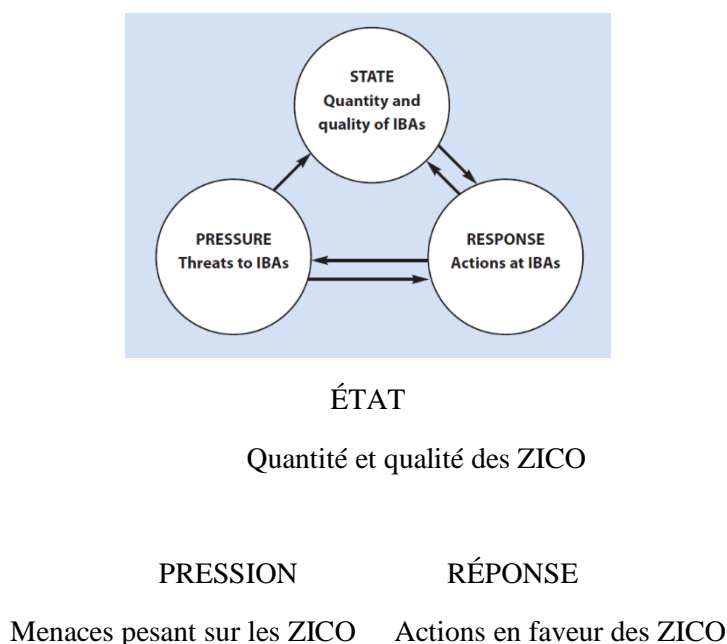 STATE
Quantity and
quality of IBAs
PRESSURE
Threats to IBAs
RESPONSE
Actions at IBAs
ÉTAT
Quantité et qualité des ZICO
PRESSION
RÉPONSE
Menaces pesant sur les ZICO
Actions en faveur des ZICO